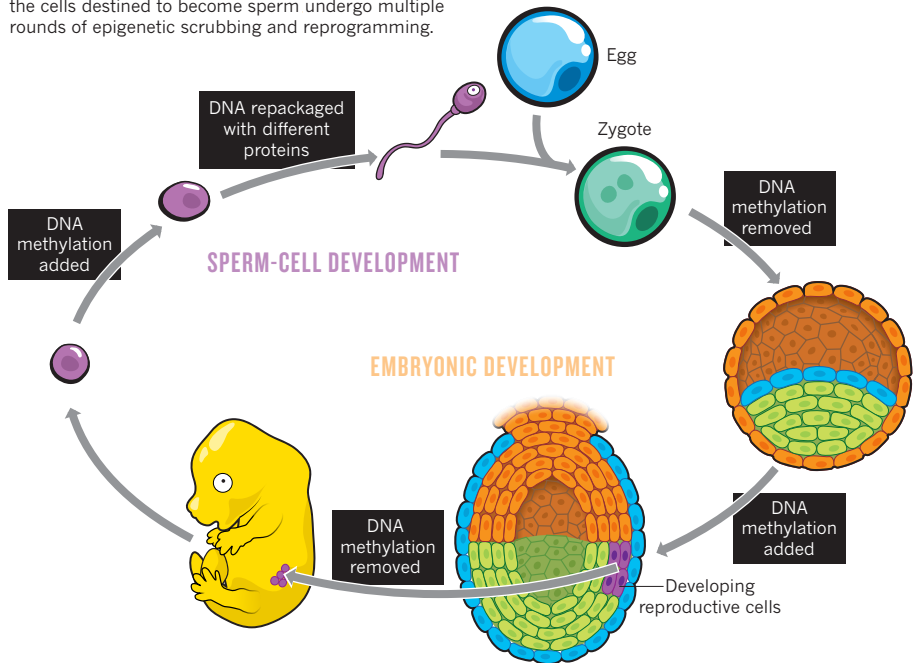 the cells destined to become sperm undergo multiple
rounds of epigenetic scrubbing and reprogramming.
Egg
DNA repackaged
with different
proteins
Zygote
DNA
methylation
removed
DNA
methylation
added
SPERM-CELL DEVELOPMENT
EMBRYONIC DEVELOPMENT
DNA
methylation
added
DNA
methylation
removed
Developing
reproductive cells